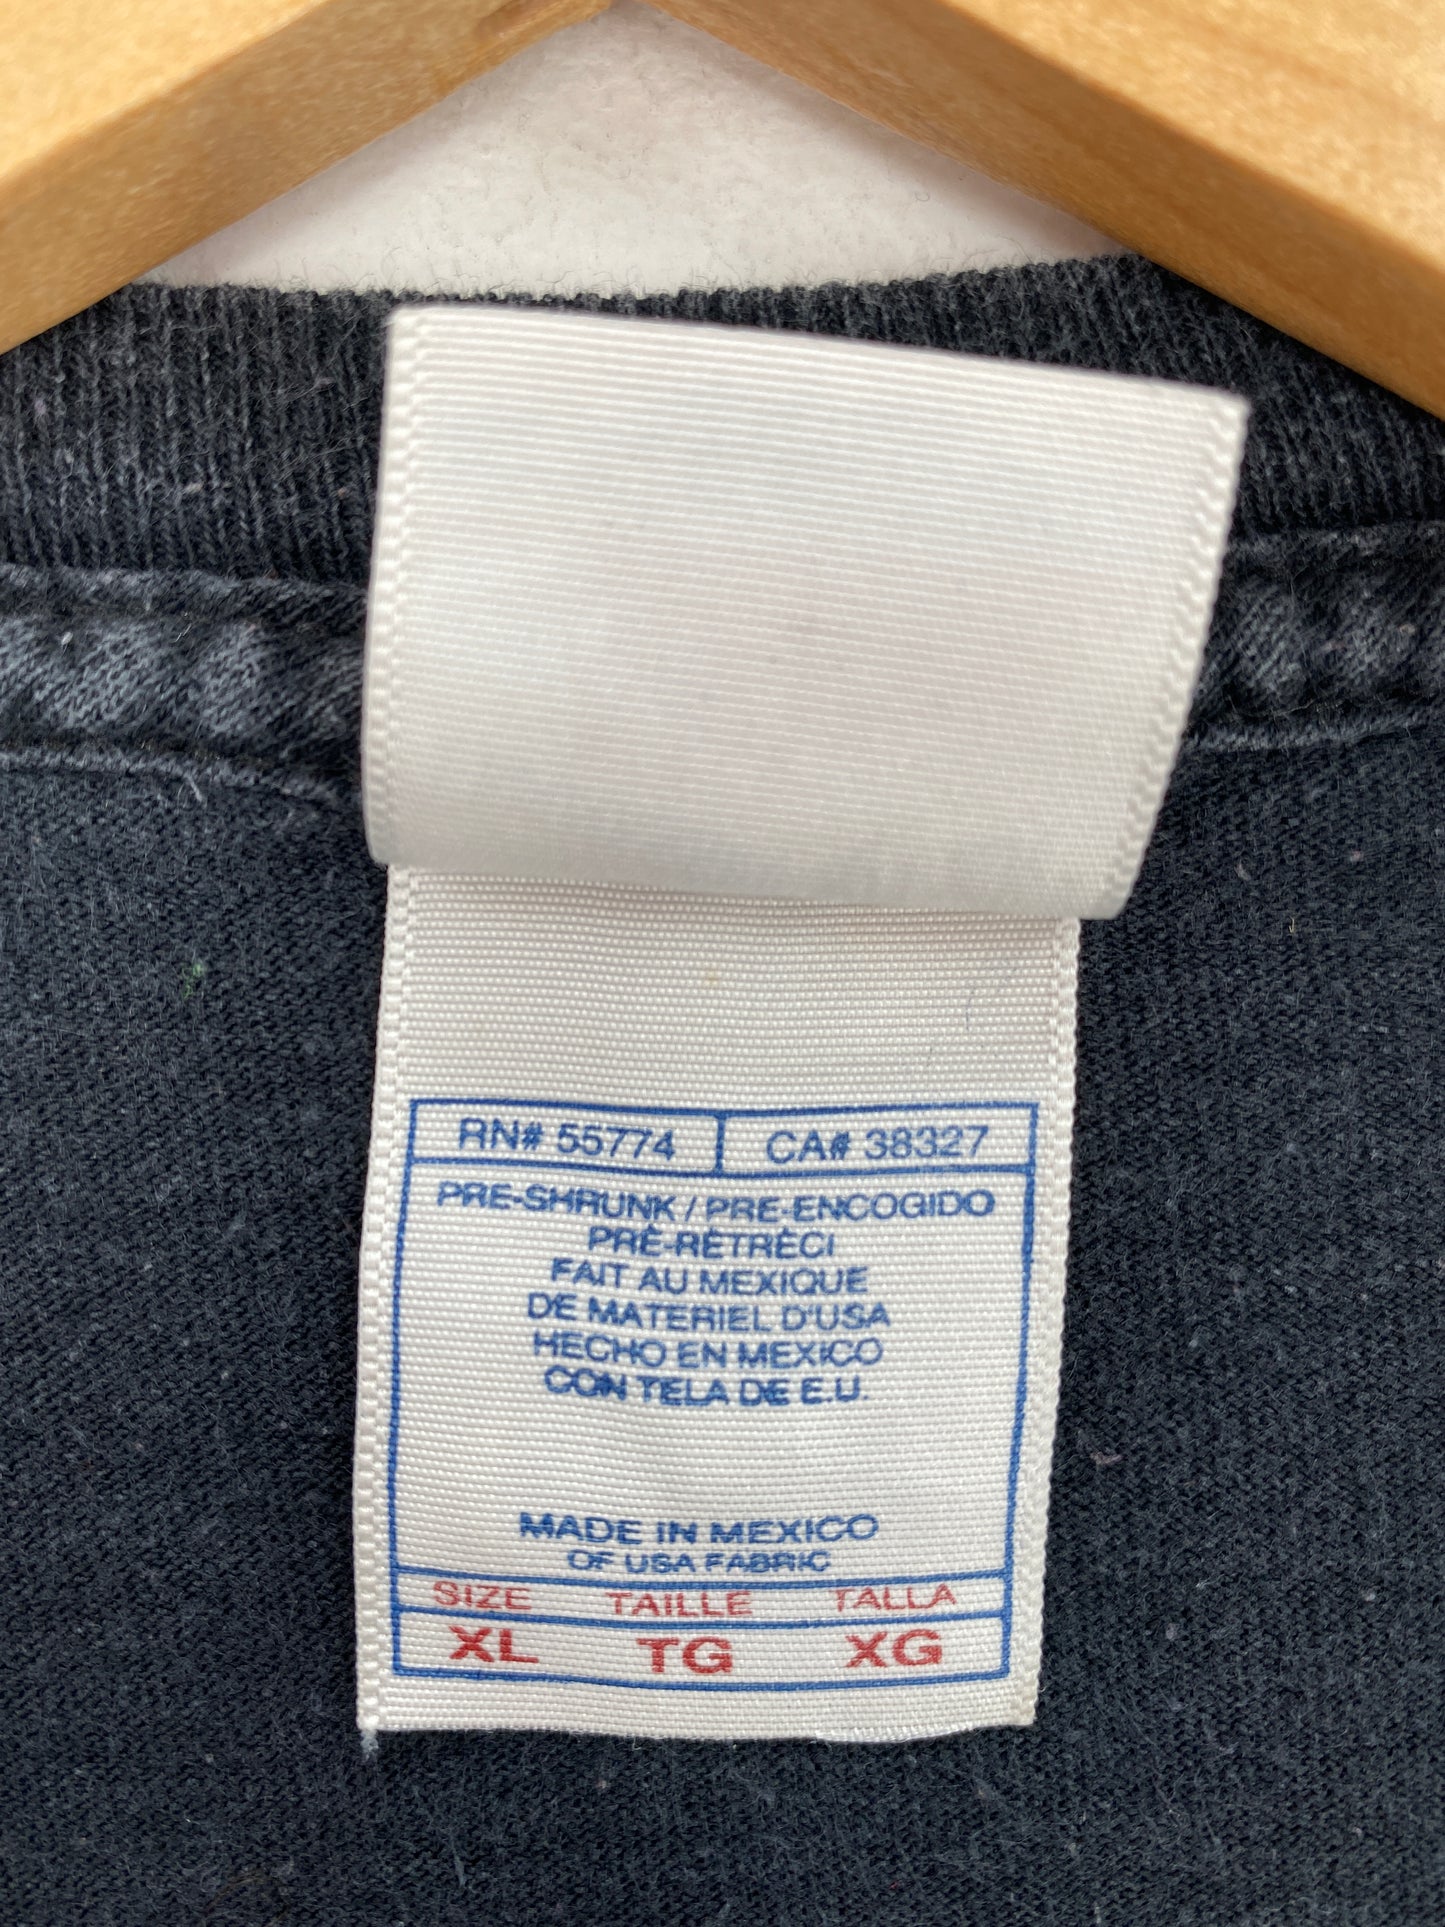 RN# 55774 CA# 38327
PRE-SHRUNK / PRE-ENCOGIDO
PRÉ-RÉTRÉCI
FAIT AU MEXIQUE
DE MATERIEL D'USA
HECHO EN MEXICO
CON TELA DE E.U.
MADE IN MEXICO
OF USA FABRIC
SIZE TAILLE TALLA
XL TG XG